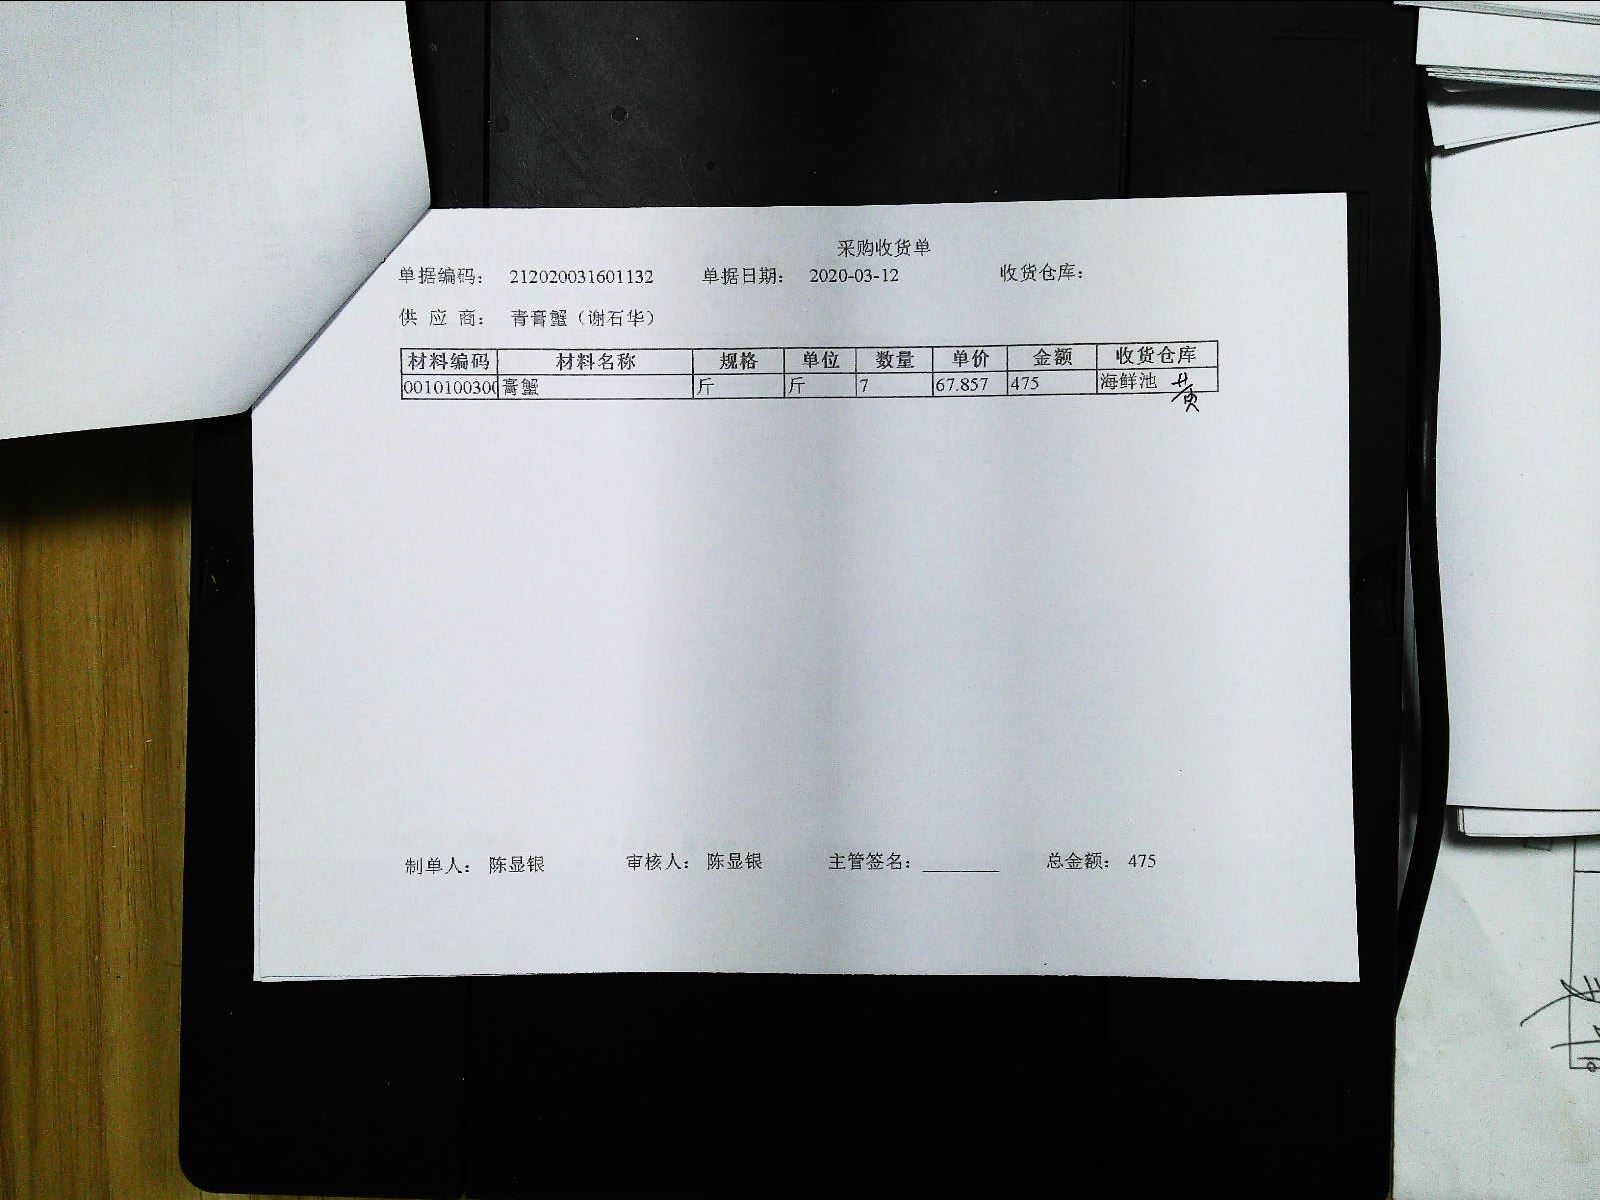 采购收货单
单据编码： 212020031601132 单据日期： 2020-03-12 收货仓库：
供 应 商： 青膏蟹（谢石华）
材料编码 材料名称 规格 单位 数量 单价 金额 收货仓库
0010100300 膏蟹 斤 斤 7 67.857 475 海鲜池 黄
制单人： 陈显银 审核人： 陈显银 主管签名：________ 总金额： 475